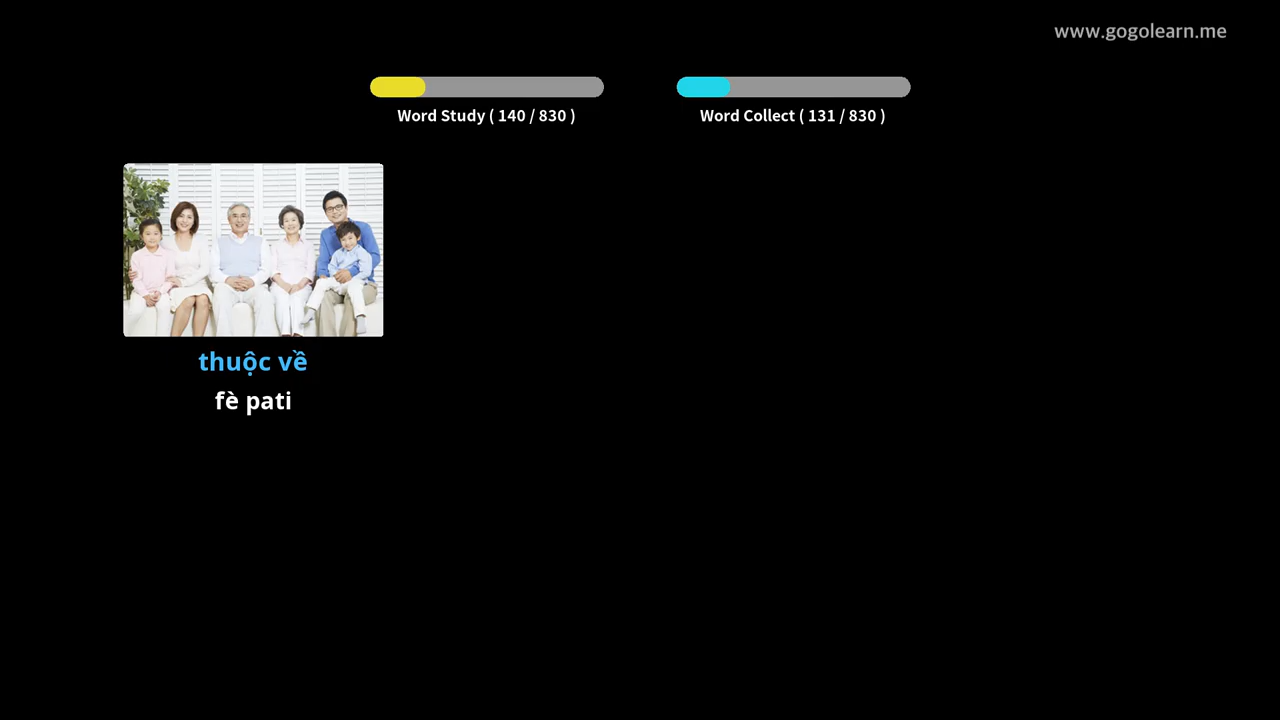 www.gogolearn.me
Word Study ( 140 / 830 )
Word Collect ( 131 / 830 )
thuộc về
fè pati